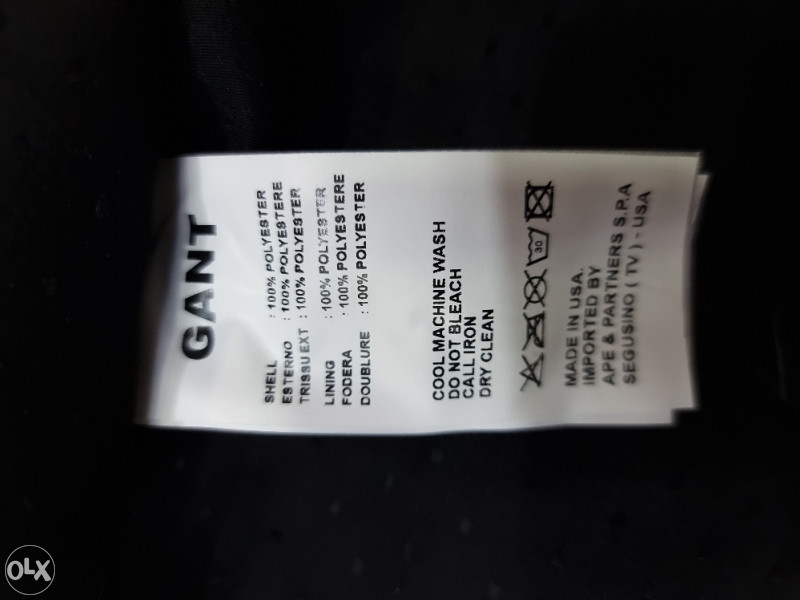 GANT
SHELL : 100% POLYESTER
ESTERNO : 100% POLYESTERE
TRISSU EXT : 100% POLYESTER
LINING : 100% POLYESTER
FODERA : 100% POLYESTERE
DOUBLURE : 100% POLYESTER
COOL MACHINE WASH
DO NOT BLEACH
CALL IRON
DRY CLEAN
30
MADE IN USA.
IMPORTED BY
APE & PARTNERS S.P.A
SEGUSINO ( TV ) - USA
OLX